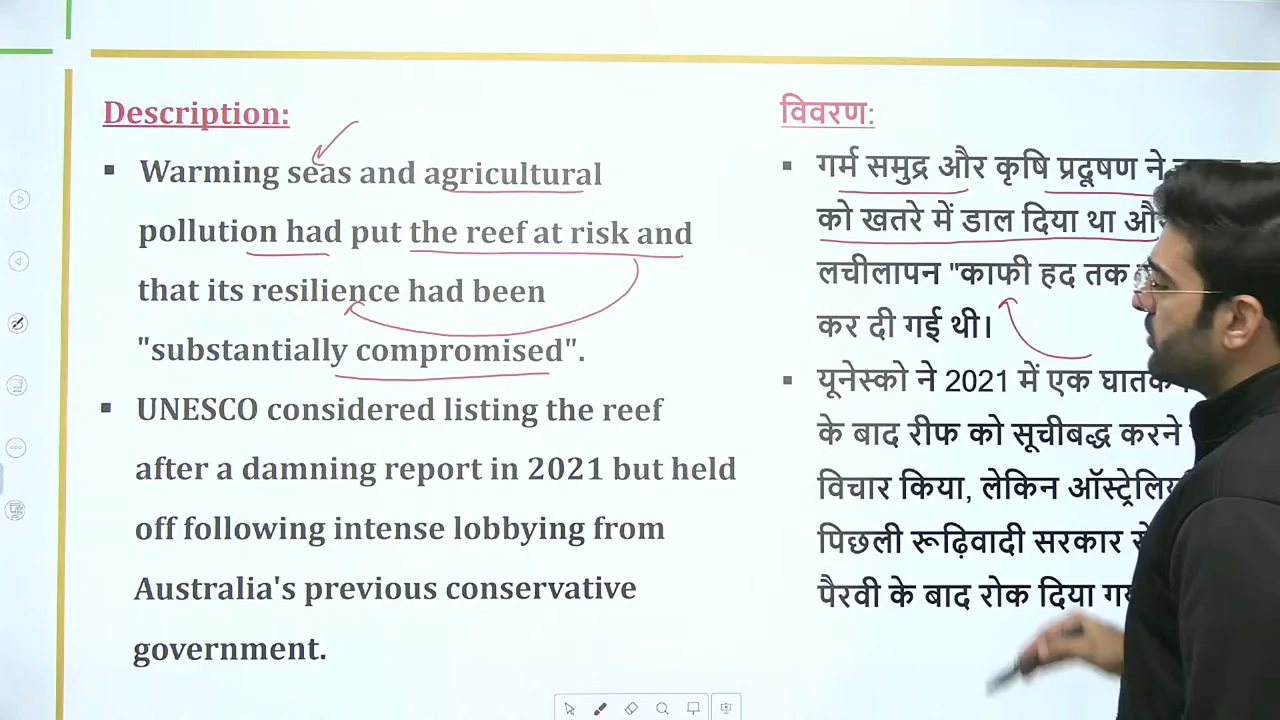 Description:
▪ Warming seas and agricultural
pollution had put the reef at risk and
that its resilience had been
"substantially compromised".
▪ UNESCO considered listing the reef
after a damning report in 2021 but held
off following intense lobbying from
Australia's previous conservative
government.
विवरण:
▪ गर्म समुद्र और कृषि प्रदूषण ने
को खतरे में डाल दिया था और
लचीलापन "काफी हद तक
कर दी गई थी।
▪ यूनेस्को ने 2021 में एक घातक
के बाद रीफ को सूचीबद्ध करने
विचार किया, लेकिन
पिछली रूढ़िवादी सरकार
पैरवी के बाद रोक दिया